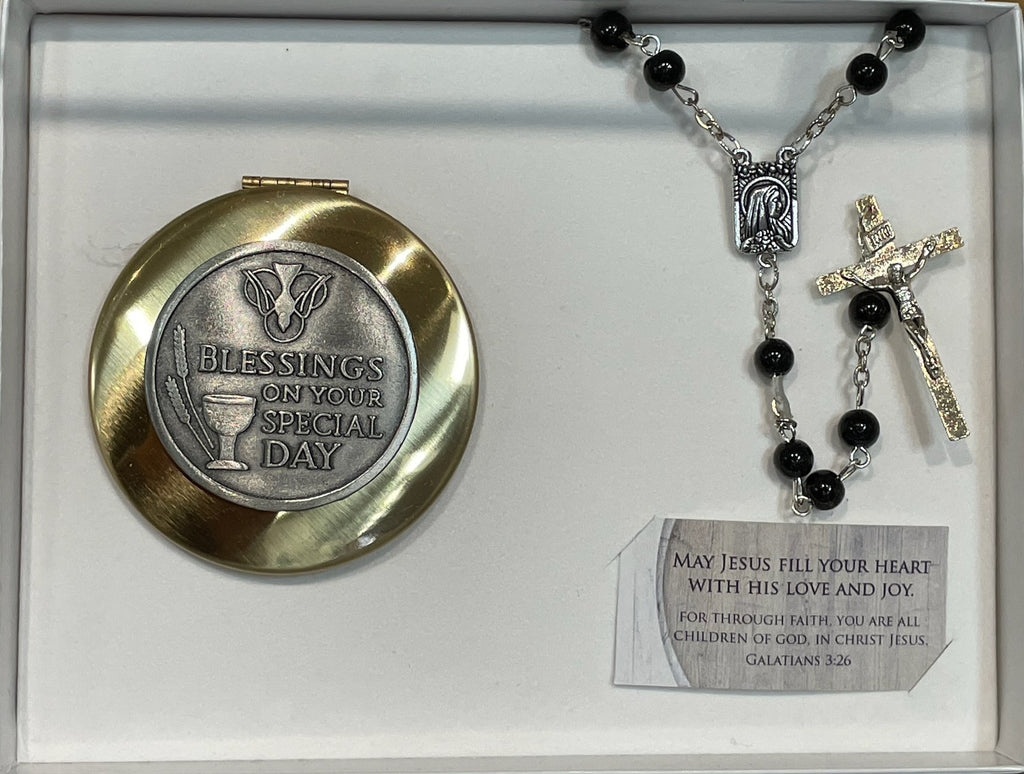 BLESSINGS
ON YOUR
SPECIAL
DAY
INRI
MAY JESUS FILL YOUR HEART
WITH HIS LOVE AND JOY.
FOR THROUGH FAITH, YOU ARE ALL
CHILDREN OF GOD, IN CHRIST JESUS.
GALATIANS 3:26